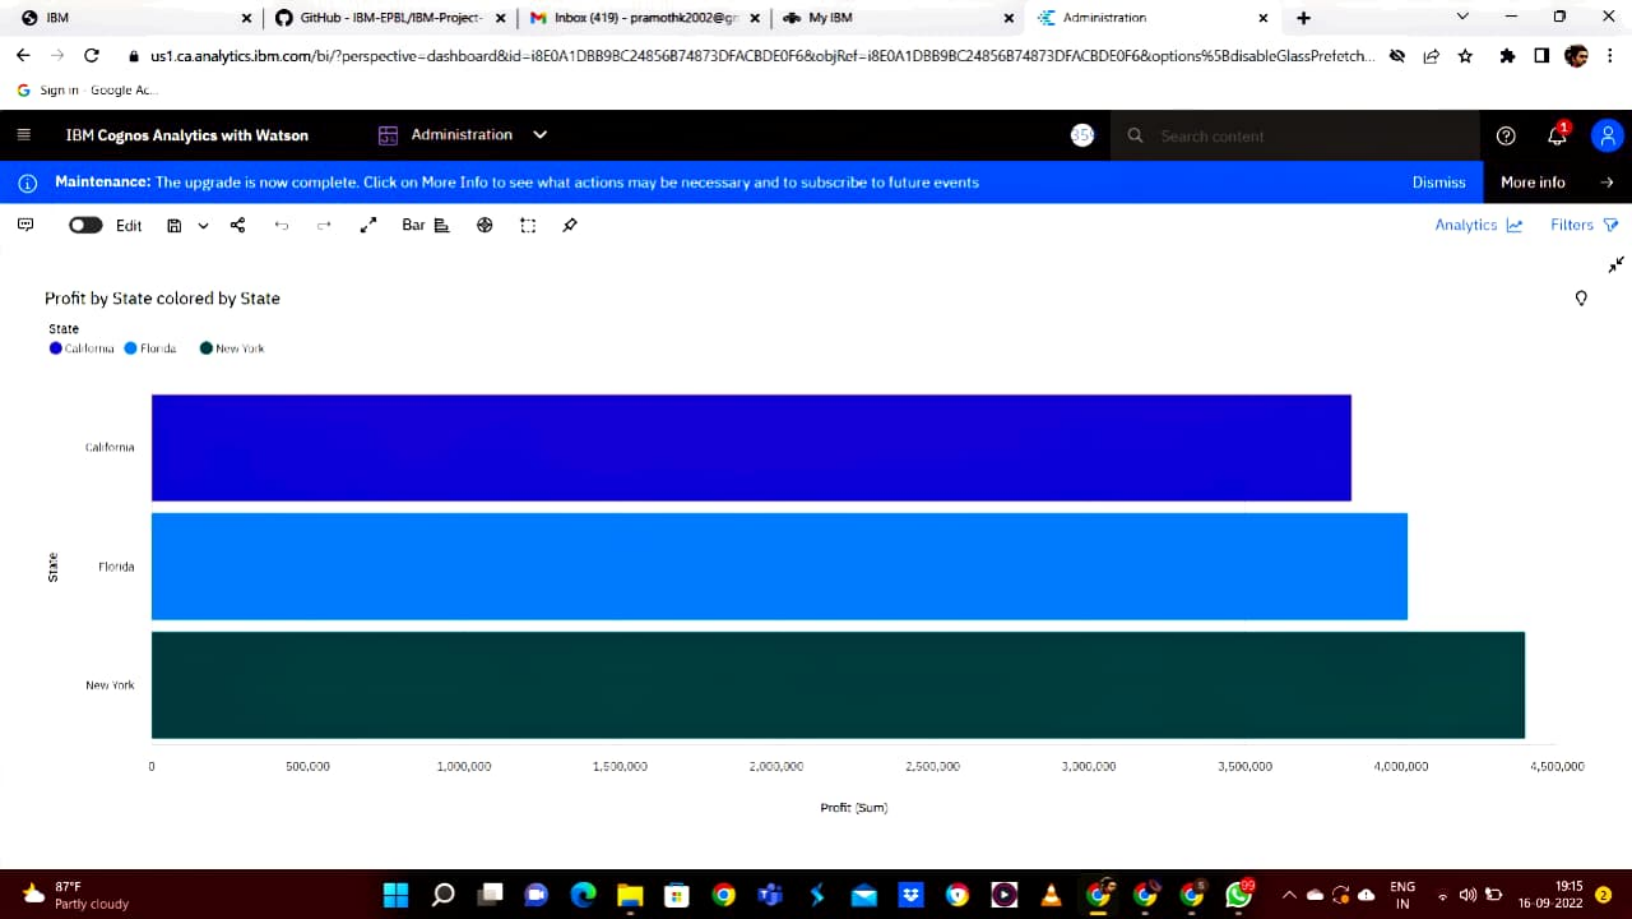 IBM
GitHub - IBM-EPBL/IBM-Project-
Inbox (419) - pramothk2002@gm
My IBM
Administration
us1.ca.analytics.ibm.com/bi/?perspective=dashboard&id=i8E0A1DBB9BC24856B74873DFACBDE0F6&objRef=i8E0A1DBB9BC24856B74873DFACBDE0F6&options%5BdisableGlassPrefetch...
Sign in - Google Ac...
IBM Cognos Analytics with Watson
Administration
Search content
1
Maintenance: The upgrade is now complete. Click on More Info to see what actions may be necessary and to subscribe to future events
Dismiss
More info
Edit
Bar
Analytics
Filters
Profit by State colored by State
State
California Florida New York
California
Florida
New York
State
0 500,000 1,000,000 1,500,000 2,000,000 2,500,000 3,000,000 3,500,000 4,000,000 4,500,000
Profit (Sum)
87°F
Partly cloudy
99
ENG
IN
19:15
16-09-2022
2